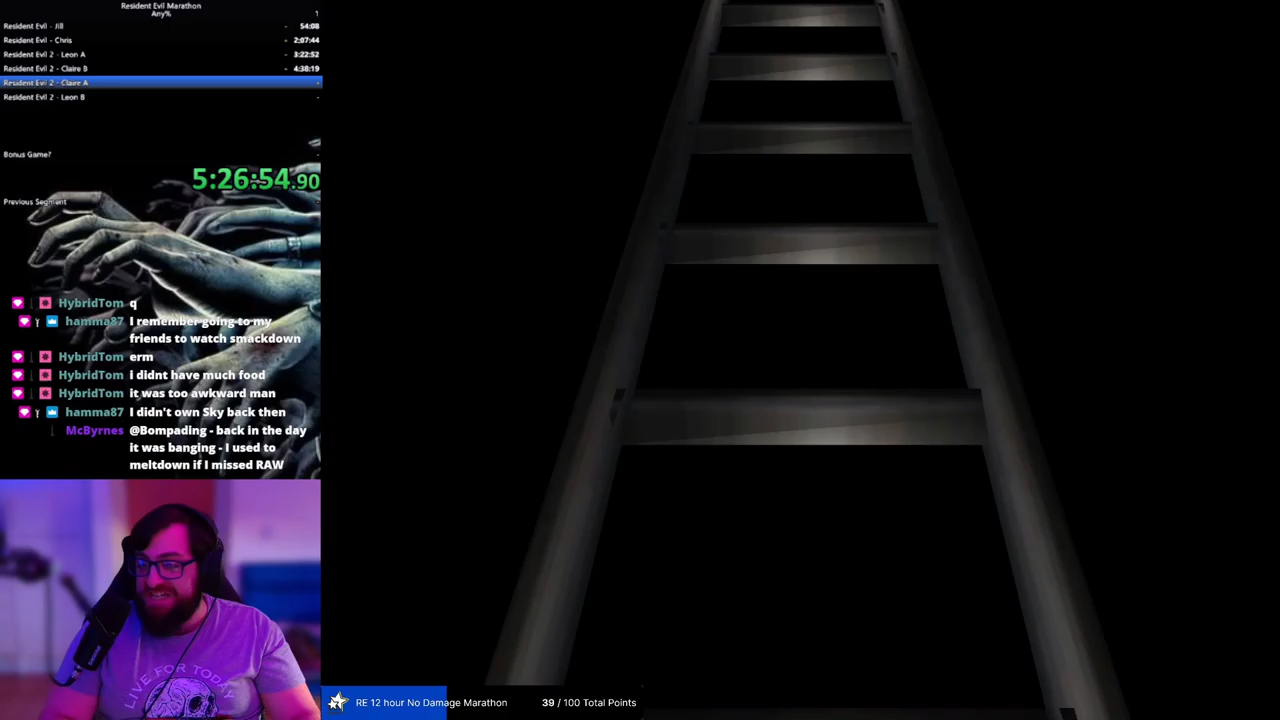 Resident Evil Marathon
Any%
1
Resident Evil - Jill - 54:08
Resident Evil - Chris - 2:07:44
Resident Evil 2 - Leon A - 3:22:52
Resident Evil 2 - Claire B - 4:38:19
Resident Evil 2 - Claire A -
Resident Evil 2 - Leon B -
Bonus Game? -
5:26:54.90
Previous Segment -
HybridTom q
hamma87 I remember going to my
friends to watch smackdown
HybridTom erm
HybridTom i didnt have much food
HybridTom it was too awkward man
hamma87 I didn't own Sky back then
McByrnes @Bompading - back in the day
it was banging - I used to
meltdown if I missed RAW
LIVE FOR TODAY
RE 12 hour No Damage Marathon 39 / 100 Total Points